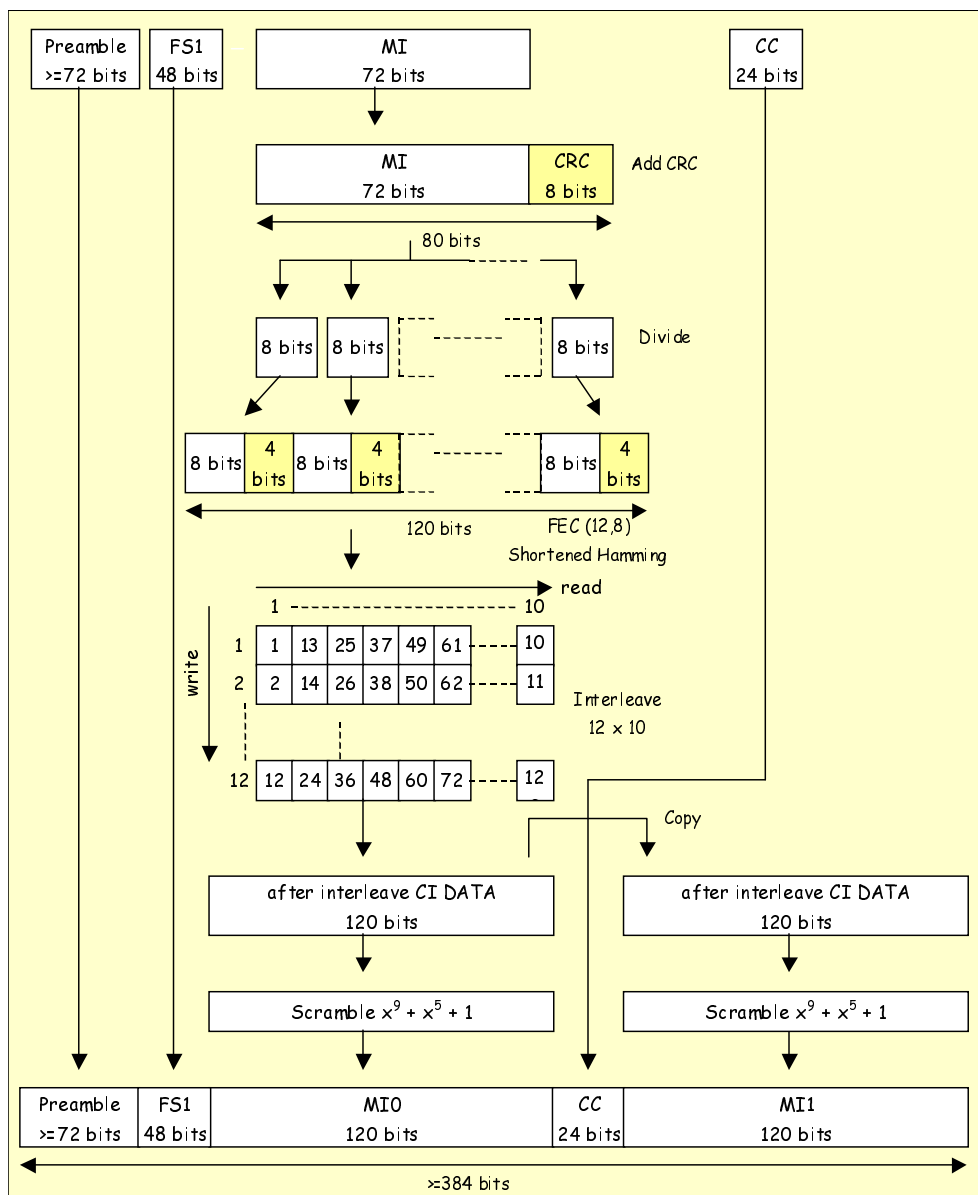 Preamble
>=72 bits
FS1
48 bits
MI
72 bits
CC
24 bits
MI
72 bits
CRC
8 bits
Add CRC
80 bits
8 bits
8 bits
8 bits
Divide
8 bits
4
bits
8 bits
4
bits
8 bits
4
bits
120 bits
FEC (12,8)
Shortened Hamming
read
1
10
write
1
1 13 25 37 49 61 10
2
2 14 26 38 50 62 11
Interleave
12 x 10
12
12 24 36 48 60 72 12
Copy
after interleave CI DATA
120 bits
after interleave CI DATA
120 bits
Scramble x⁹ + x⁵ + 1
Scramble x⁹ + x⁵ + 1
Preamble
>=72 bits
FS1
48 bits
MI0
120 bits
CC
24 bits
MI1
120 bits
>=384 bits